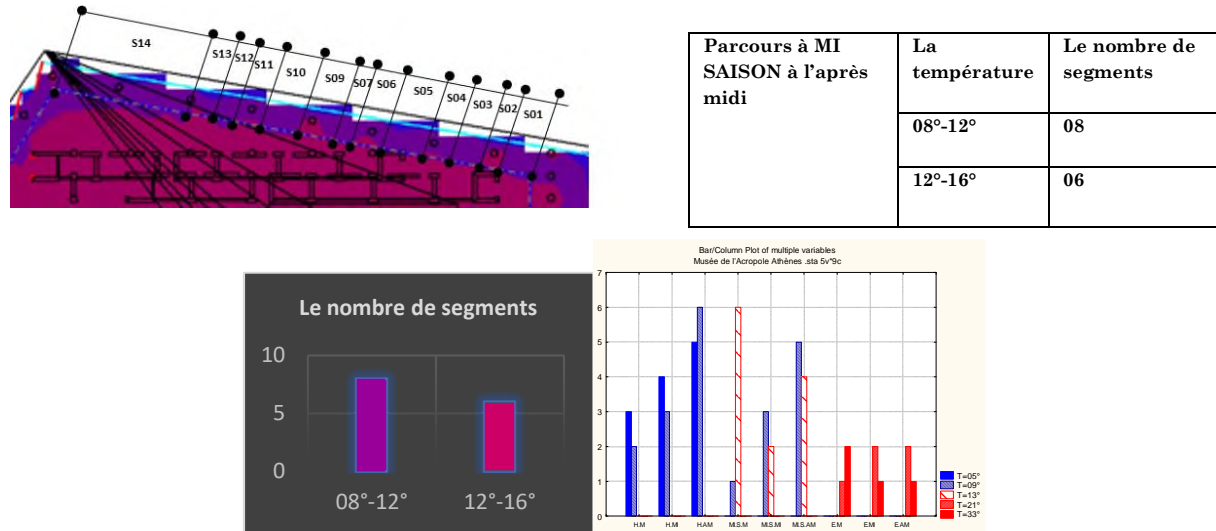 S14
S13
S12
S11
S10
S09
S07
S06
S05
S04
S03
S02
S01
Parcours à MI
SAISON à l'après
midi
La
température
Le nombre de
segments
08°-12°
08
12°-16°
06
Le nombre de segments
10
5
0
08°-12°
12°-16°
Bar/Column Plot of multiple variables
Musée de l'Acropole Athènes .sta 5v*9c
7
6
5
4
3
2
1
0
H.M
H.MI
H.AM
MI.S.M
MI.S.MI
MI.S.AM
E.M
E.MI
E.AM
T=05°
T=09°
T=13°
T=21°
T=33°